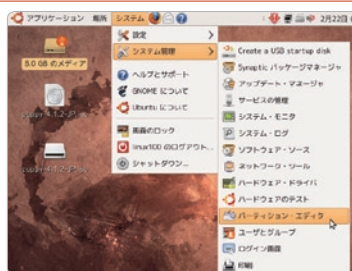 アプリケーション 場所 システム 2月22日
8.0 GB のメディア
設定
システム管理
ヘルプとサポート
GNOME について
Ubuntu について
画面のロック
linux100 のログアウト...
シャットダウン...
Create a USB startup disk
Synaptic パッケージマネージャ
アップデート・マネージャ
サービスの管理
システム・モニタ
システム・ログ
ソフトウェア・ソース
ネットワーク・ツール
ハードウェア・ドライバ
ハードウェアのテスト
パーティション・エディタ
ユーザとグループ
ログイン画面
印刷